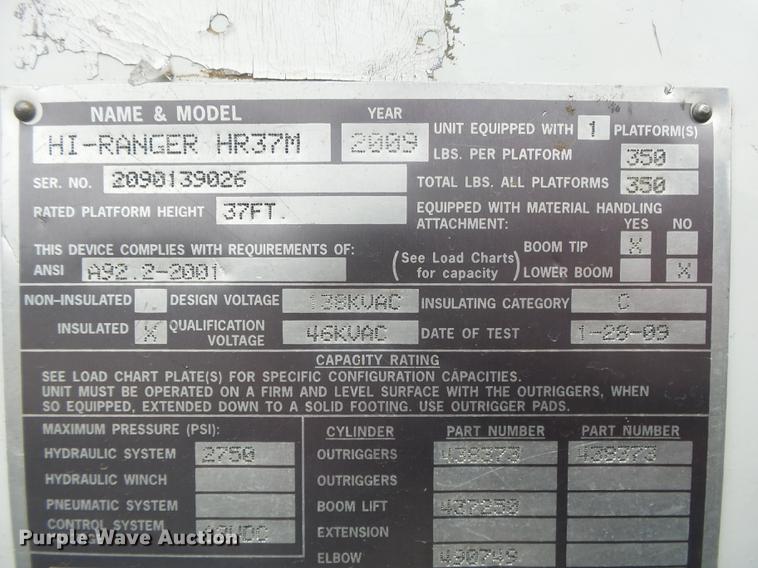 NAME & MODEL YEAR
HI-RANGER HR37M 2009
UNIT EQUIPPED WITH 1 PLATFORM(S)
LBS. PER PLATFORM 350
SER. NO. 2090139026
TOTAL LBS. ALL PLATFORMS 350
RATED PLATFORM HEIGHT 37FT.
EQUIPPED WITH MATERIAL HANDLING
ATTACHMENT: YES NO
THIS DEVICE COMPLIES WITH REQUIREMENTS OF:
ANSI A92.2-2001
(See Load Charts
for capacity)
BOOM TIP X
LOWER BOOM X
NON-INSULATED DESIGN VOLTAGE 38KVAC INSULATING CATEGORY C
INSULATED X QUALIFICATION
VOLTAGE 46KVAC DATE OF TEST 1-28-09
CAPACITY RATING
SEE LOAD CHART PLATE(S) FOR SPECIFIC CONFIGURATION CAPACITIES.
UNIT MUST BE OPERATED ON A FIRM AND LEVEL SURFACE WITH THE OUTRIGGERS, WHEN
SO EQUIPPED, EXTENDED DOWN TO A SOLID FOOTING. USE OUTRIGGER PADS.
MAXIMUM PRESSURE (PSI):
HYDRAULIC SYSTEM 2750
HYDRAULIC WINCH
PNEUMATIC SYSTEM
CONTROL SYSTEM
CYLINDER PART NUMBER PART NUMBER
OUTRIGGERS 438373 438373
OUTRIGGERS
BOOM LIFT 437250
EXTENSION
ELBOW 490749
Purple Wave Auction